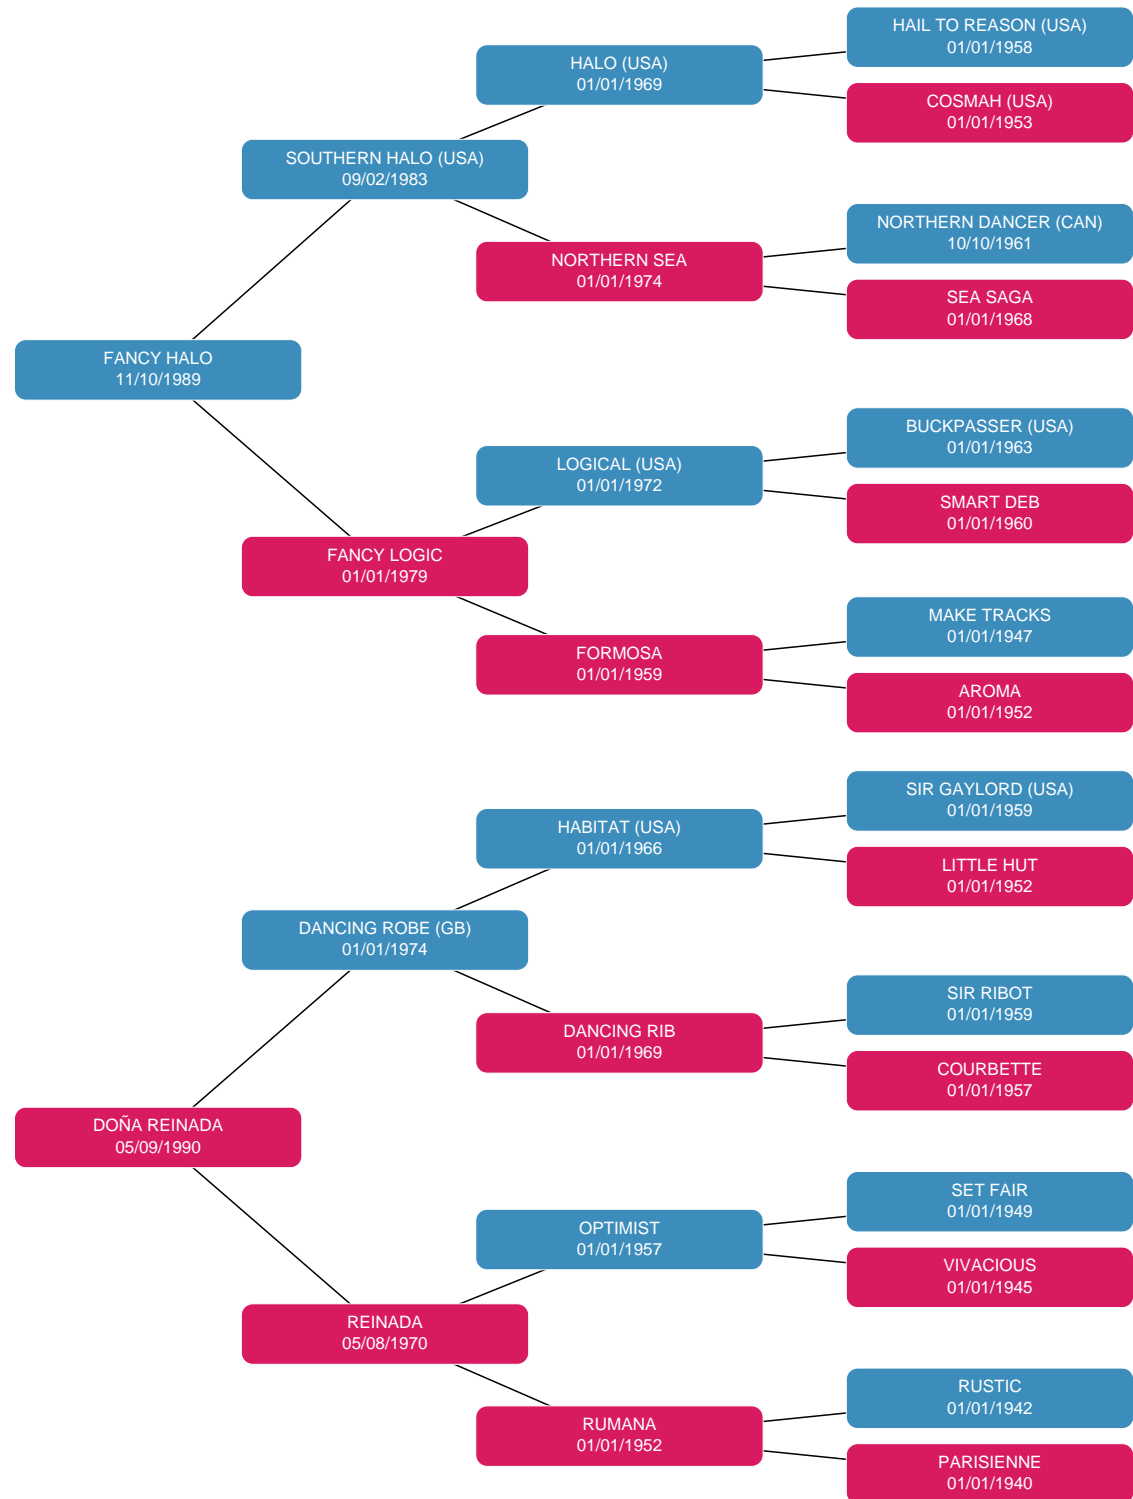 HAIL TO REASON (USA)
01/01/1958
HALO (USA)
01/01/1969
COSMAH (USA)
01/01/1953
SOUTHERN HALO (USA)
09/02/1983
NORTHERN DANCER (CAN)
10/10/1961
NORTHERN SEA
01/01/1974
SEA SAGA
01/01/1968
FANCY HALO
11/10/1989
BUCKPASSER (USA)
01/01/1963
LOGICAL (USA)
01/01/1972
SMART DEB
01/01/1960
FANCY LOGIC
01/01/1979
MAKE TRACKS
01/01/1947
FORMOSA
01/01/1959
AROMA
01/01/1952
SIR GAYLORD (USA)
01/01/1959
HABITAT (USA)
01/01/1966
LITTLE HUT
01/01/1952
DANCING ROBE (GB)
01/01/1974
SIR RIBOT
01/01/1959
DANCING RIB
01/01/1969
COURBETTE
01/01/1957
DOÑA REINADA
05/09/1990
SET FAIR
01/01/1949
OPTIMIST
01/01/1957
VIVACIOUS
01/01/1945
REINADA
05/08/1970
RUSTIC
01/01/1942
RUMANA
01/01/1952
PARISIENNE
01/01/1940